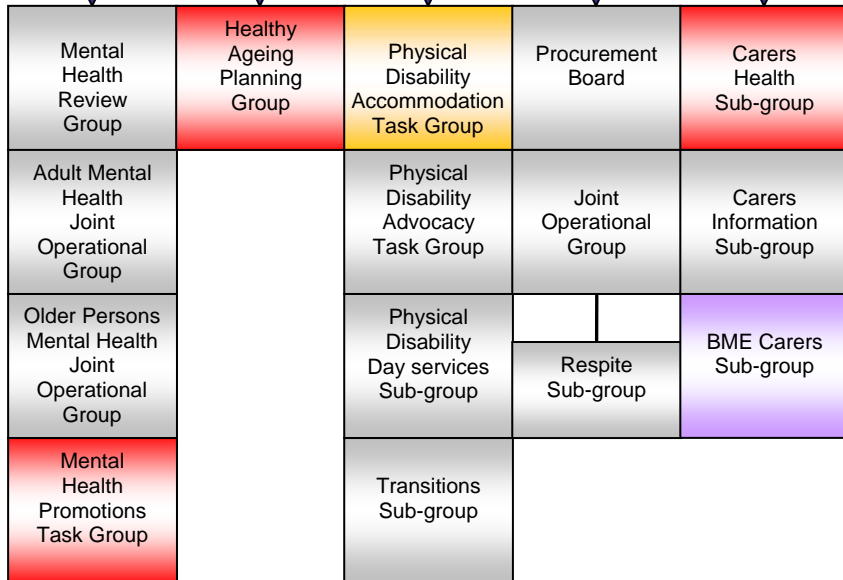 Mental
Health
Review
Group
Healthy
Ageing
Planning
Group
Physical
Disability
Accommodation
Task Group
Procurement
Board
Carers
Health
Sub-group
Adult Mental
Health
Joint
Operational
Group
Physical
Disability
Advocacy
Task Group
Joint
Operational
Group
Carers
Information
Sub-group
Older Persons
Mental Health
Joint
Operational
Group
Physical
Disability
Day services
Sub-group
Respite
Sub-group
BME Carers
Sub-group
Mental
Health
Promotions
Task Group
Transitions
Sub-group